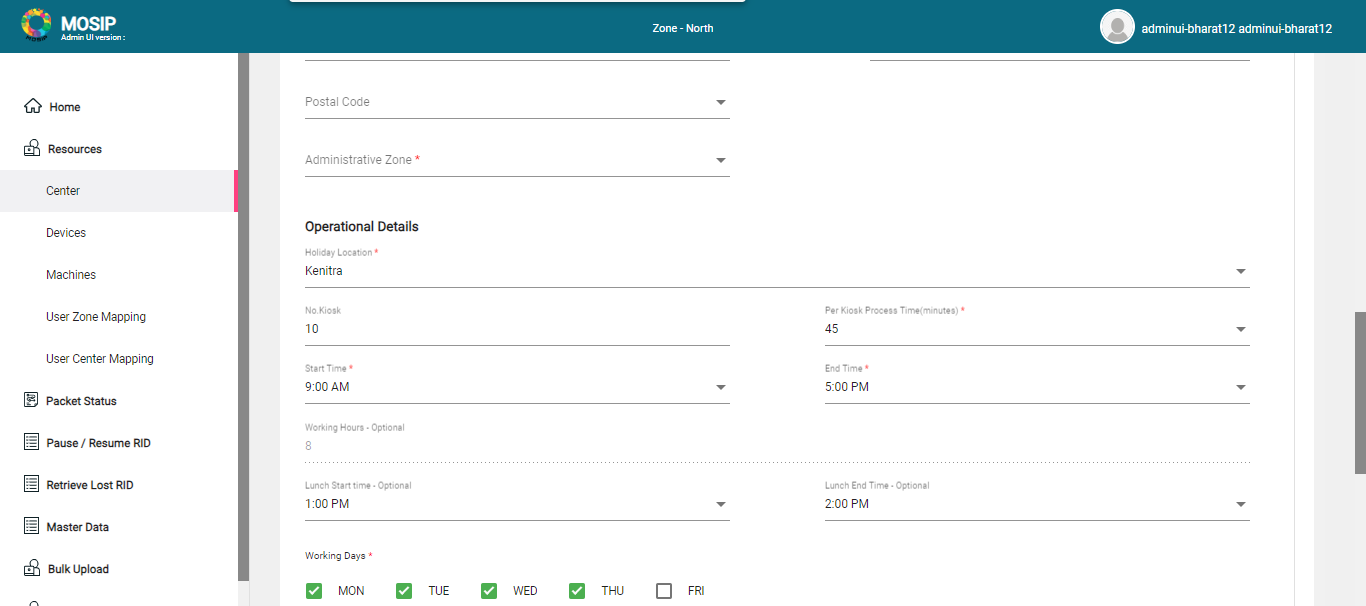 MOSIP
Admin UI version :
Zone - North
adminui-bharat12 adminui-bharat12
Home
Resources
Center
Devices
Machines
User Zone Mapping
User Center Mapping
Packet Status
Pause / Resume RID
Retrieve Lost RID
Master Data
Bulk Upload
Postal Code
Administrative Zone *
Operational Details
Holiday Location *
Kenitra
No.Kiosk
10
Per Kiosk Process Time(minutes) *
45
Start Time *
9:00 AM
End Time *
5:00 PM
Working Hours - Optional
8
Lunch Start time - Optional
1:00 PM
Lunch End Time - Optional
2:00 PM
Working Days *
MON TUE WED THU FRI